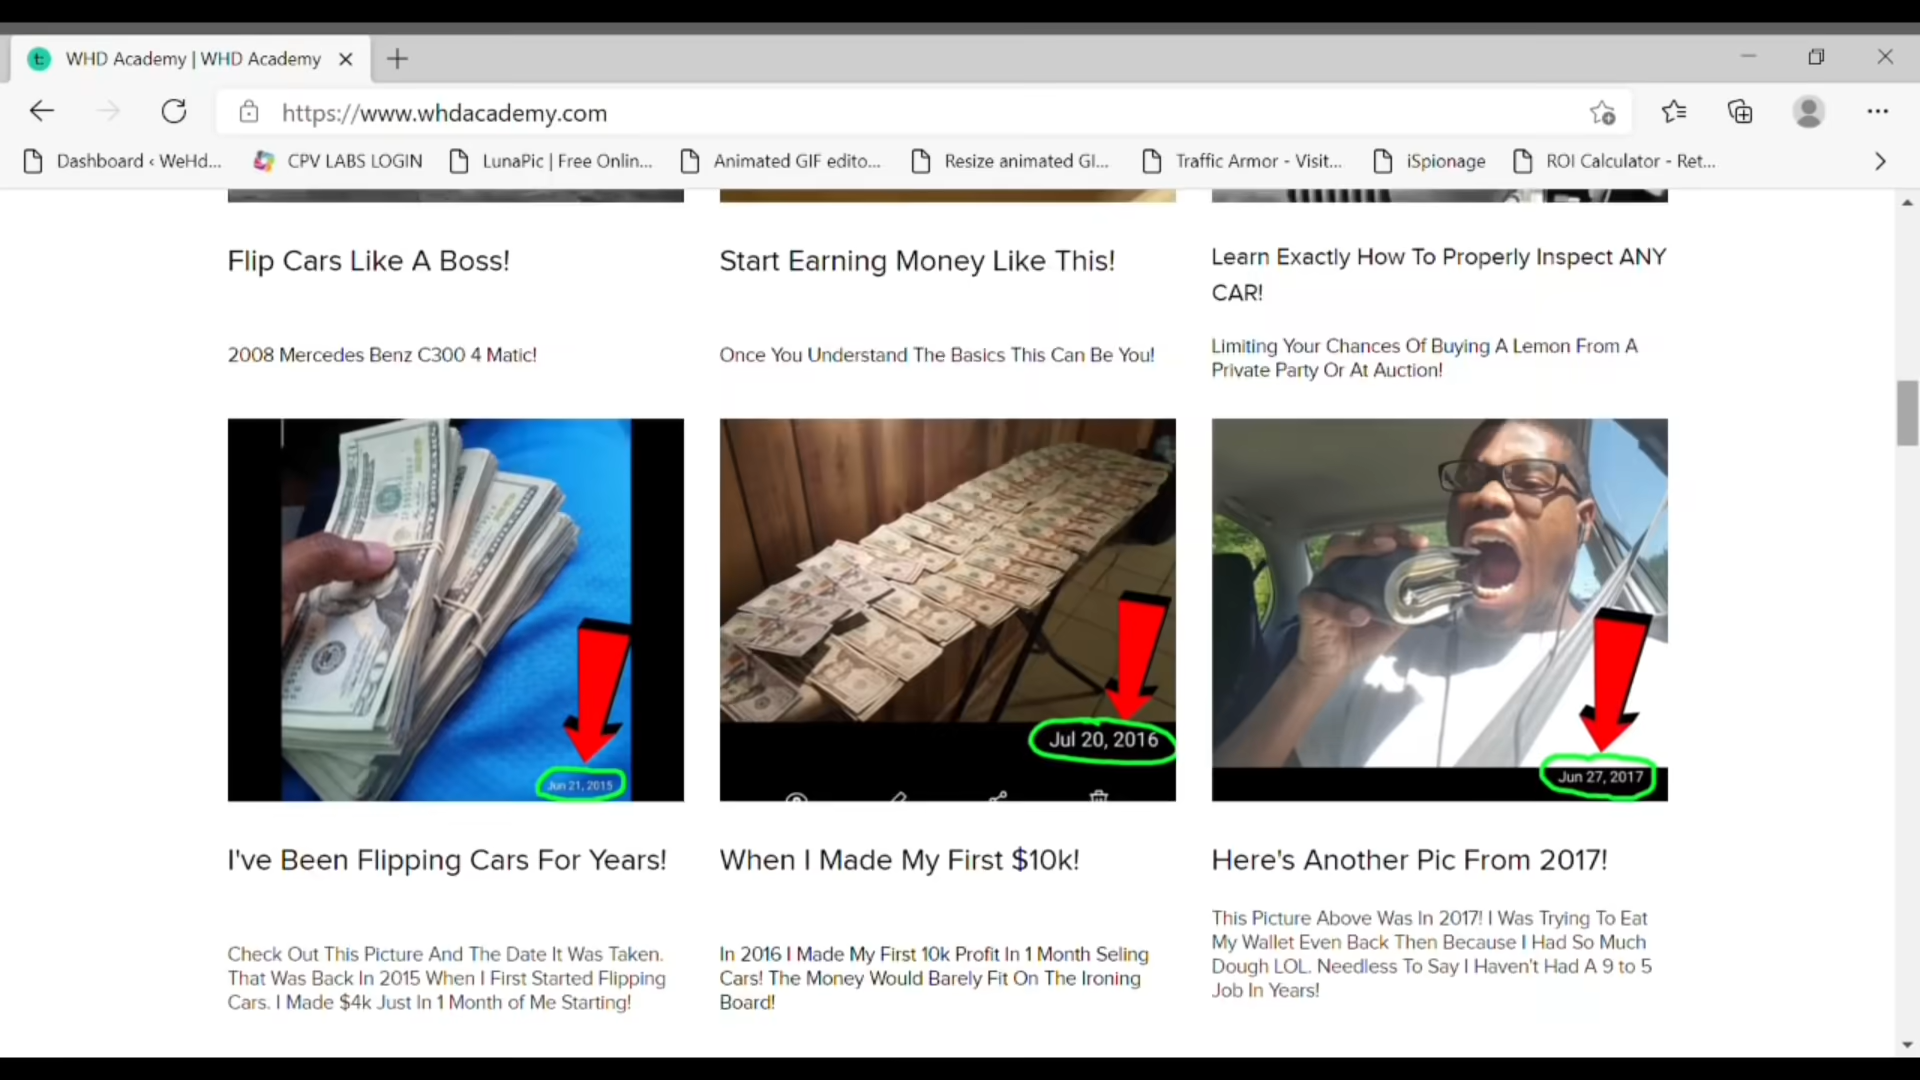 WHD Academy | WHD Academy
https://www.whdacademy.com
Dashboard ‹ WeHd...
CPV LABS LOGIN
LunaPic | Free Onlin...
Animated GIF edito...
Resize animated GI...
Traffic Armor - Visit...
iSpionage
ROI Calculator - Ret...
Flip Cars Like A Boss!
Start Earning Money Like This!
Learn Exactly How To Properly Inspect ANY
CAR!
2008 Mercedes Benz C300 4 Matic!
Once You Understand The Basics This Can Be You!
Limiting Your Chances Of Buying A Lemon From A
Private Party Or At Auction!
Jun 21, 2015
Jul 20, 2016
Jun 27, 2017
I've Been Flipping Cars For Years!
When I Made My First $10k!
Here's Another Pic From 2017!
Check Out This Picture And The Date It Was Taken.
That Was Back In 2015 When I First Started Flipping
Cars. I Made $4k Just In 1 Month of Me Starting!
In 2016 I Made My First 10k Profit In 1 Month Seling
Cars! The Money Would Barely Fit On The Ironing
Board!
This Picture Above Was In 2017! I Was Trying To Eat
My Wallet Even Back Then Because I Had So Much
Dough LOL. Needless To Say I Haven't Had A 9 to 5
Job In Years!